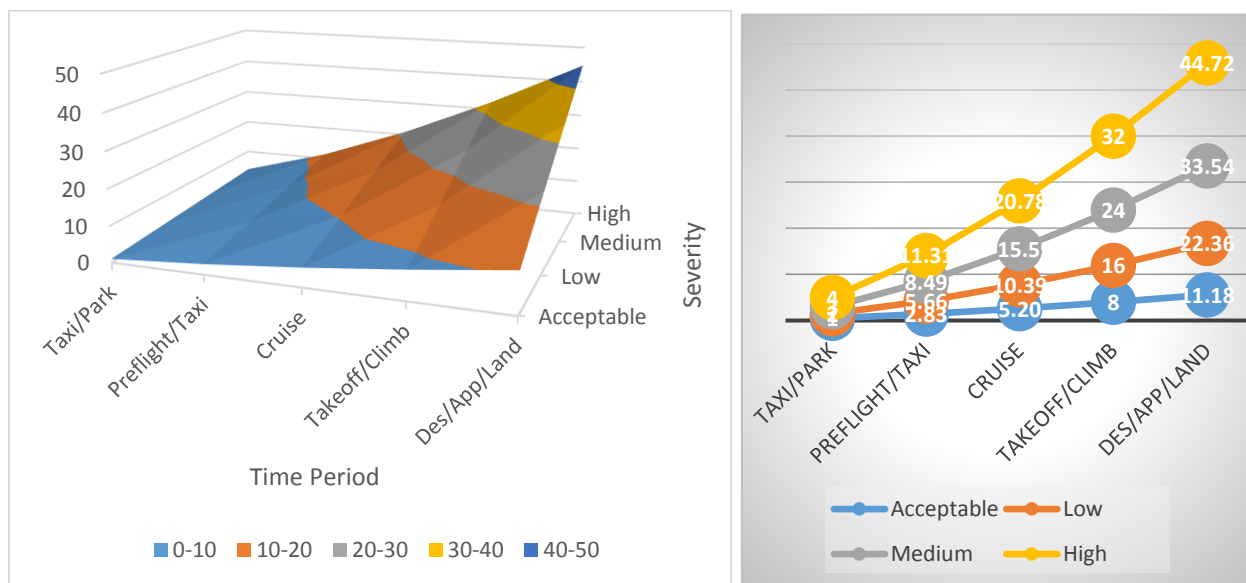 50
40
30
20
10
0
High
Medium
Low
Acceptable
Severity
Taxi/Park
Preflight/Taxi
Cruise
Takeoff/Climb
Des/App/Land
Time Period
0-10 10-20 20-30 30-40 40-50
44.72
33.54
32
24
22.36
20.78
15.5
16
11.31
8.49
10.39
11.18
8
5.66
5.20
2.83
4
3
2
1
TAXI/PARK
PREFLIGHT/TAXI
CRUISE
TAKEOFF/CLIMB
DES/APP/LAND
Acceptable Low
Medium High